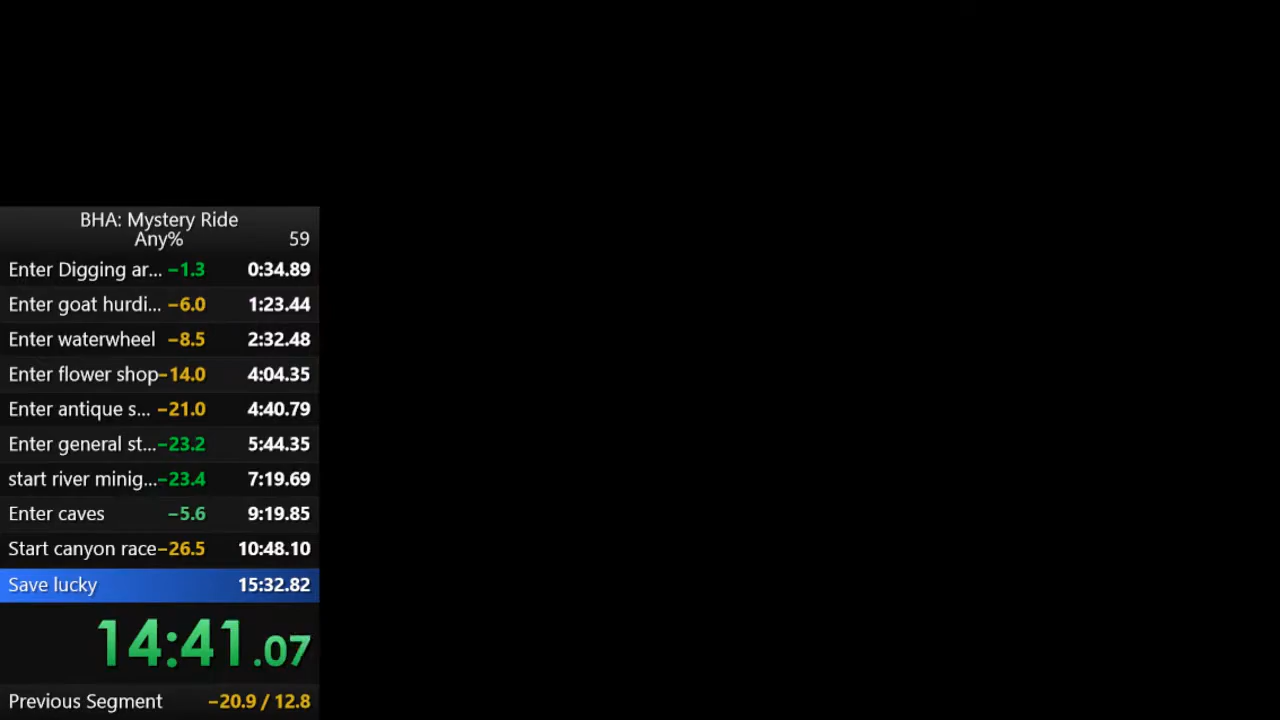 BHA: Mystery Ride
Any% 59
Enter Digging ar... −1.3 0:34.89
Enter goat hurdi... −6.0 1:23.44
Enter waterwheel −8.5 2:32.48
Enter flower shop −14.0 4:04.35
Enter antique s... −21.0 4:40.79
Enter general st... −23.2 5:44.35
start river minig... −23.4 7:19.69
Enter caves −5.6 9:19.85
Start canyon race −26.5 10:48.10
Save lucky 15:32.82
14:41.07
Previous Segment −20.9 / 12.8